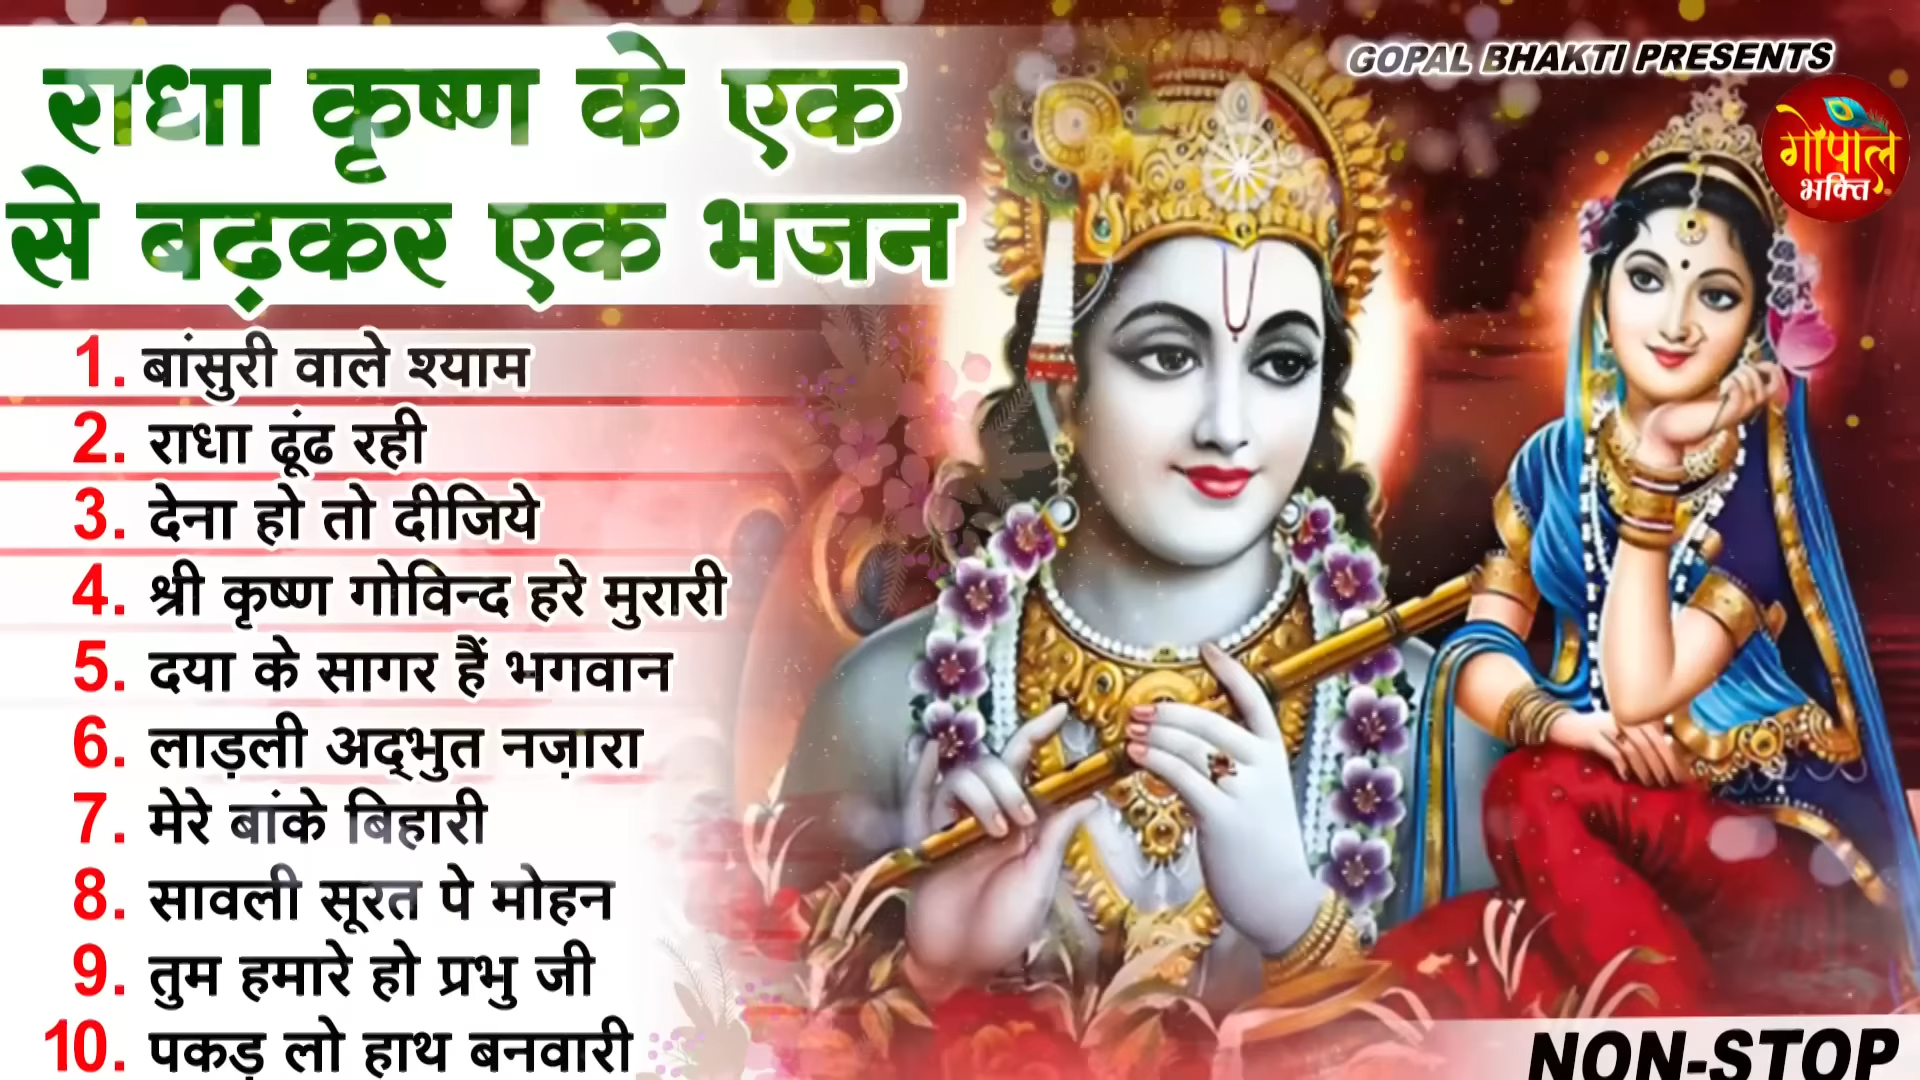 राधा कृष्ण के एक
से बढ़कर एक भजन
1. बांसुरी वाले श्याम
2. राधा ढूंढ रही
3. देना हो तो दीजिये
4. श्री कृष्ण गोविन्द हरे मुरारी
5. दया के सागर हैं भगवान
6. लाड़ली अद्भुत नज़ारा
7. मेरे बांके बिहारी
8. सावली सूरत पे मोहन
9. तुम हमारे हो प्रभु जी
10. पकड़ लो हाथ बनवारी
GOPAL BHAKTI PRESENTS
गोपाल
भक्ति
NON-STOP